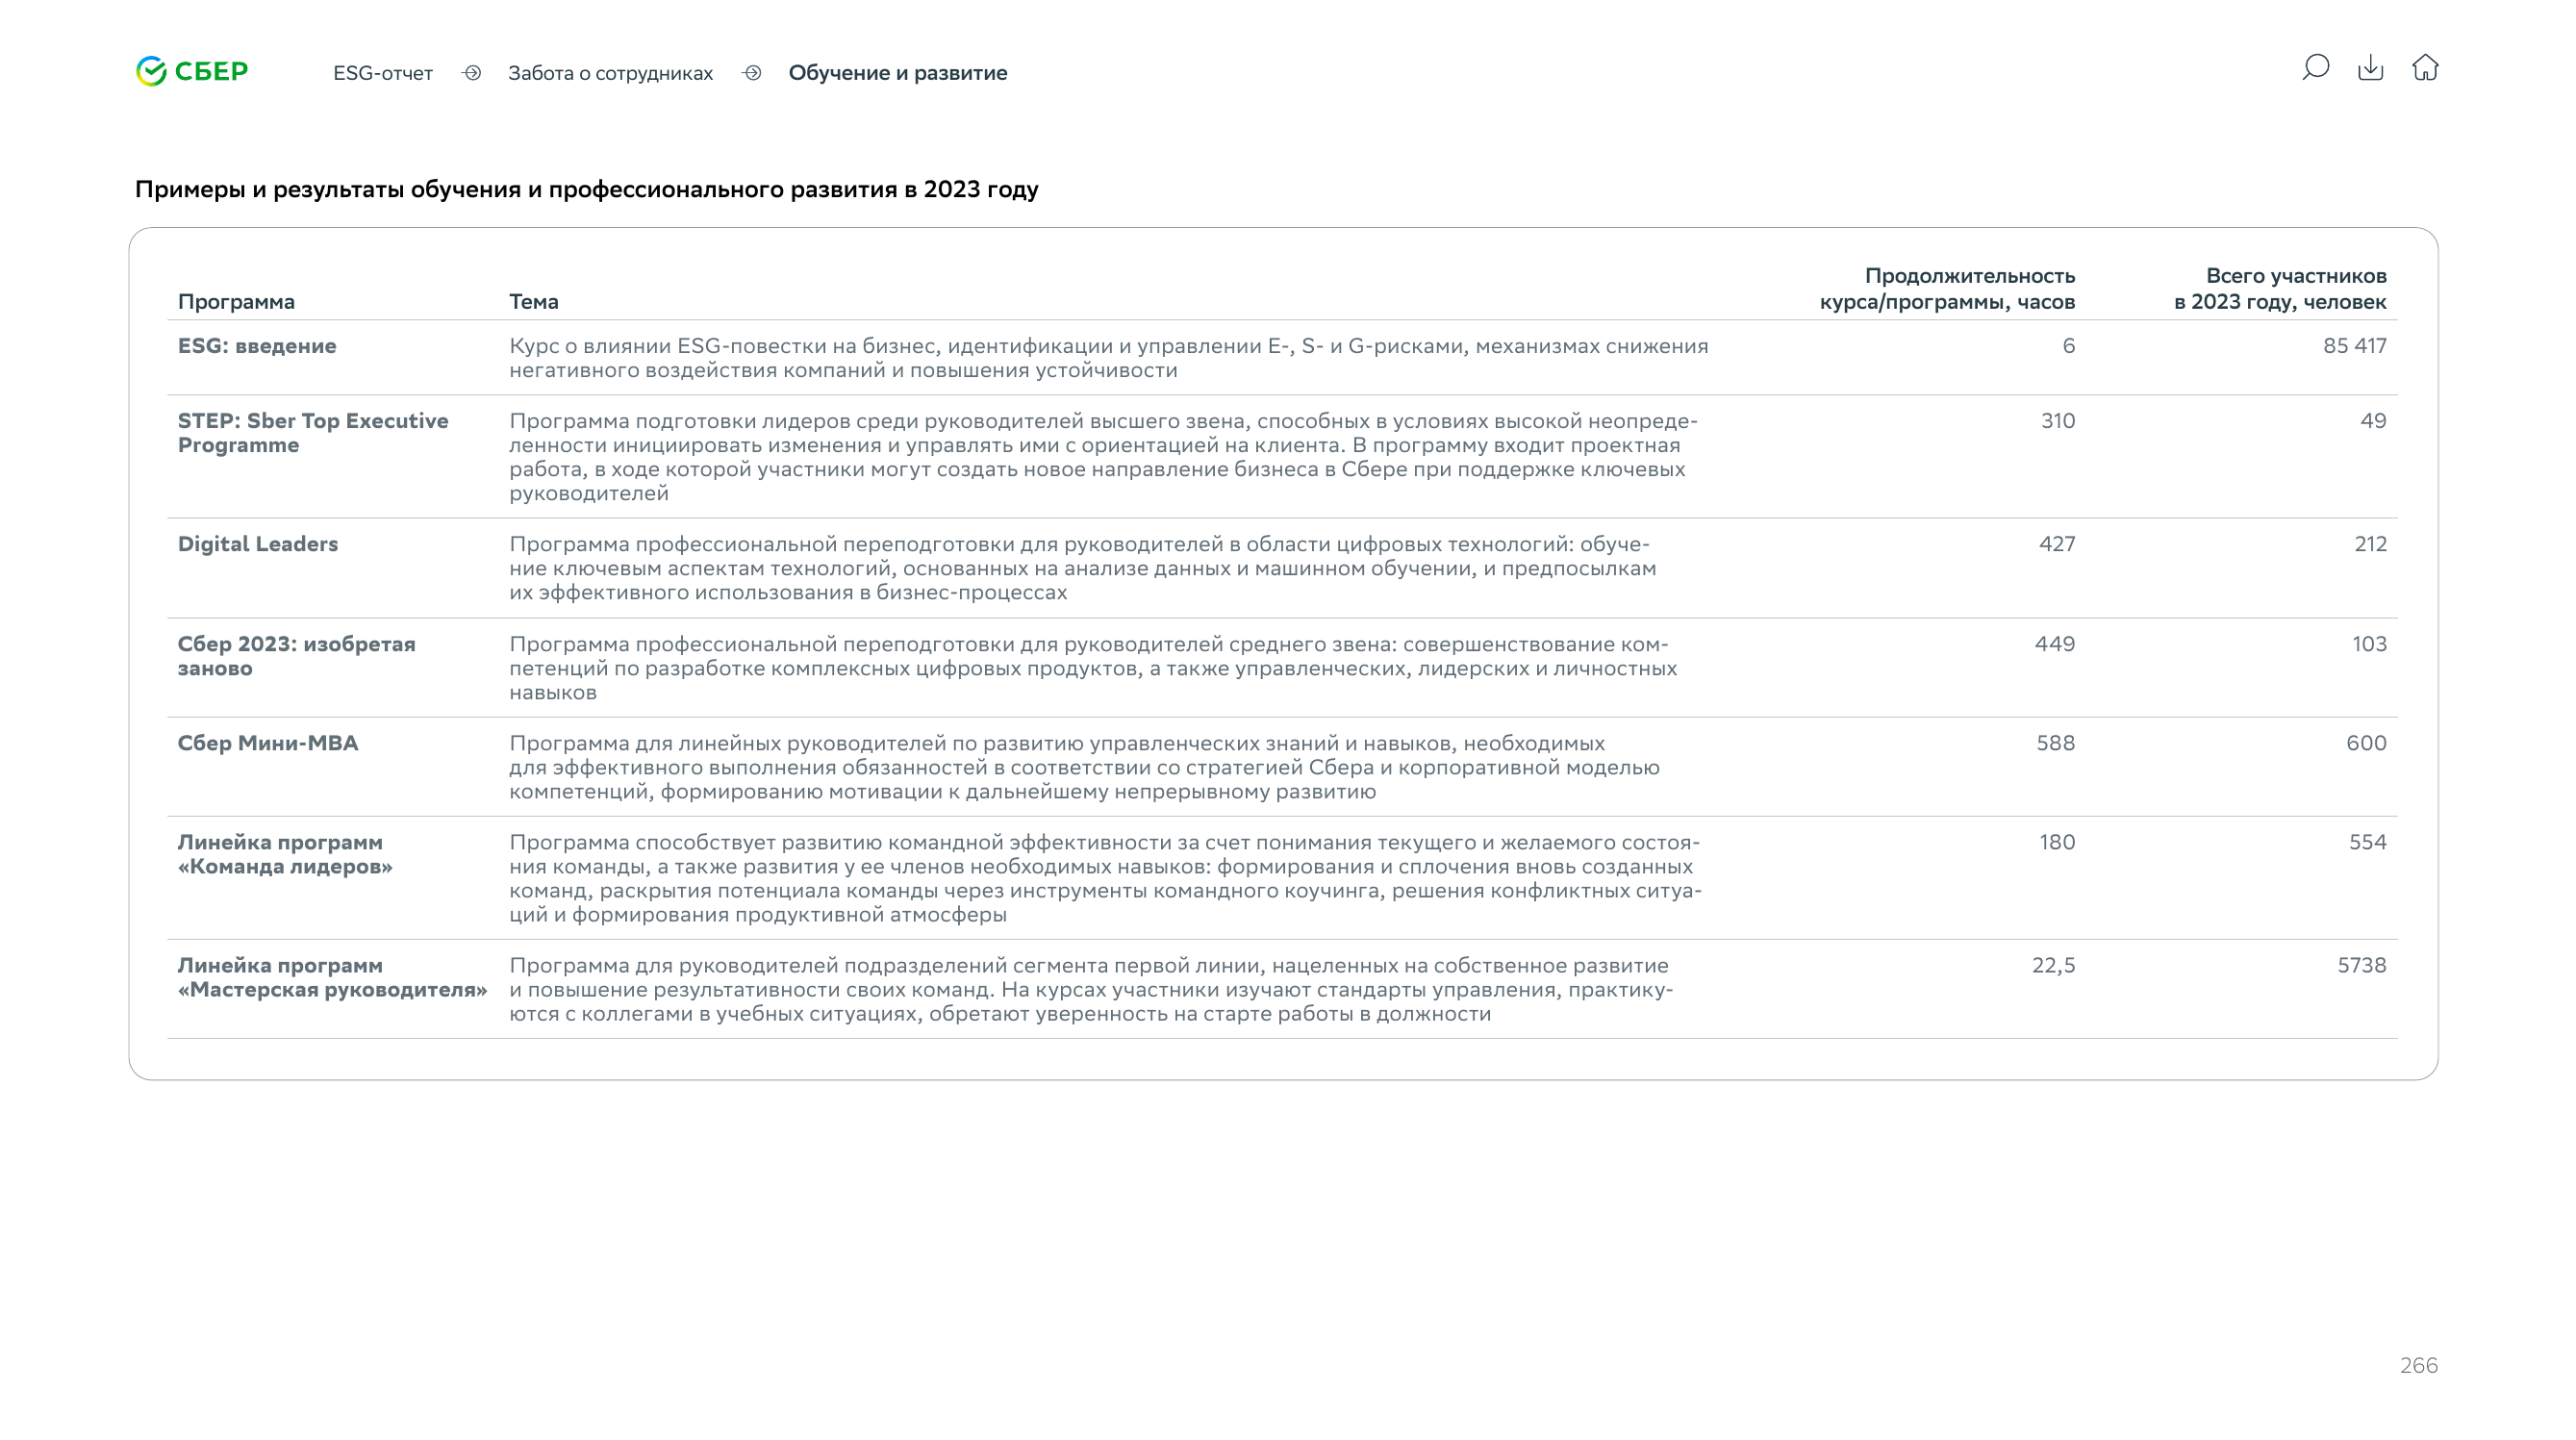 СБЕР
ESG-отчет
Забота о сотрудниках
Обучение и развитие
Примеры и результаты обучения и профессионального развития в 2023 году
Программа
Тема
Продолжительность
курса/программы, часов
Всего участников
в 2023 году, человек
ESG: введение
Курс о влиянии ESG-повестки на бизнес, идентификации и управлении E-, S- и G-рисками, механизмах снижения
негативного воздействия компаний и повышения устойчивости
6
85 417
STEP: Sber Top Executive
Programme
Программа подготовки лидеров среди руководителей высшего звена, способных в условиях высокой неопреде-
ленности инициировать изменения и управлять ими с ориентацией на клиента. В программу входит проектная
работа, в ходе которой участники могут создать новое направление бизнеса в Сбере при поддержке ключевых
руководителей
310
49
Digital Leaders
Программа профессиональной переподготовки для руководителей в области цифровых технологий: обуче-
ние ключевым аспектам технологий, основанных на анализе данных и машинном обучении, и предпосылкам
их эффективного использования в бизнес-процессах
427
212
Сбер 2023: изобретая
заново
Программа профессиональной переподготовки для руководителей среднего звена: совершенствование ком-
петенций по разработке комплексных цифровых продуктов, а также управленческих, лидерских и личностных
навыков
449
103
Сбер Мини-MBA
Программа для линейных руководителей по развитию управленческих знаний и навыков, необходимых
для эффективного выполнения обязанностей в соответствии со стратегией Сбера и корпоративной моделью
компетенций, формированию мотивации к дальнейшему непрерывному развитию
588
600
Линейка программ
«Команда лидеров»
Программа способствует развитию командной эффективности за счет понимания текущего и желаемого состоя-
ния команды, а также развития у ее членов необходимых навыков: формирования и сплочения вновь созданных
команд, раскрытия потенциала команды через инструменты командного коучинга, решения конфликтных ситуа-
ций и формирования продуктивной атмосферы
180
554
Линейка программ
«Мастерская руководителя»
Программа для руководителей подразделений сегмента первой линии, нацеленных на собственное развитие
и повышение результативности своих команд. На курсах участники изучают стандарты управления, практику-
ются с коллегами в учебных ситуациях, обретают уверенность на старте работы в должности
22,5
5738
266